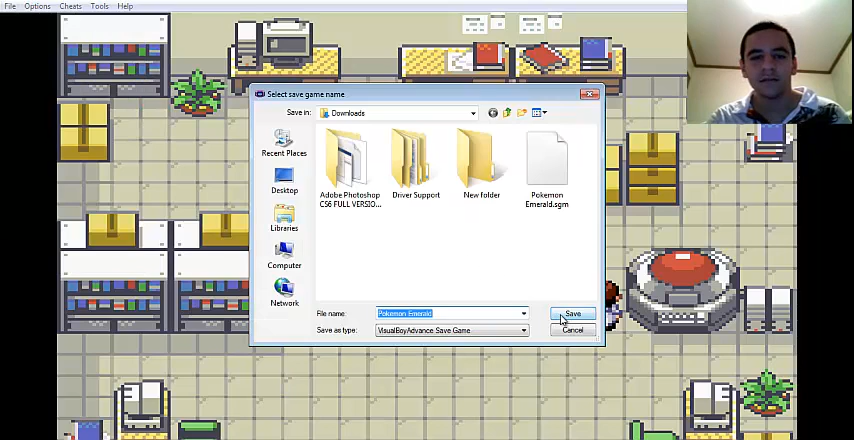 File Options Cheats Tools Help
Select save game name
Save in: Downloads
Recent Places
Desktop
Libraries
Computer
Network
Adobe Photoshop
CS6 FULL VERSIO...
Driver Support
New folder
Pokemon
Emerald.sgm
File name: Pokemon Emerald
Save
Save as type: VisualBoyAdvance Save Game
Cancel